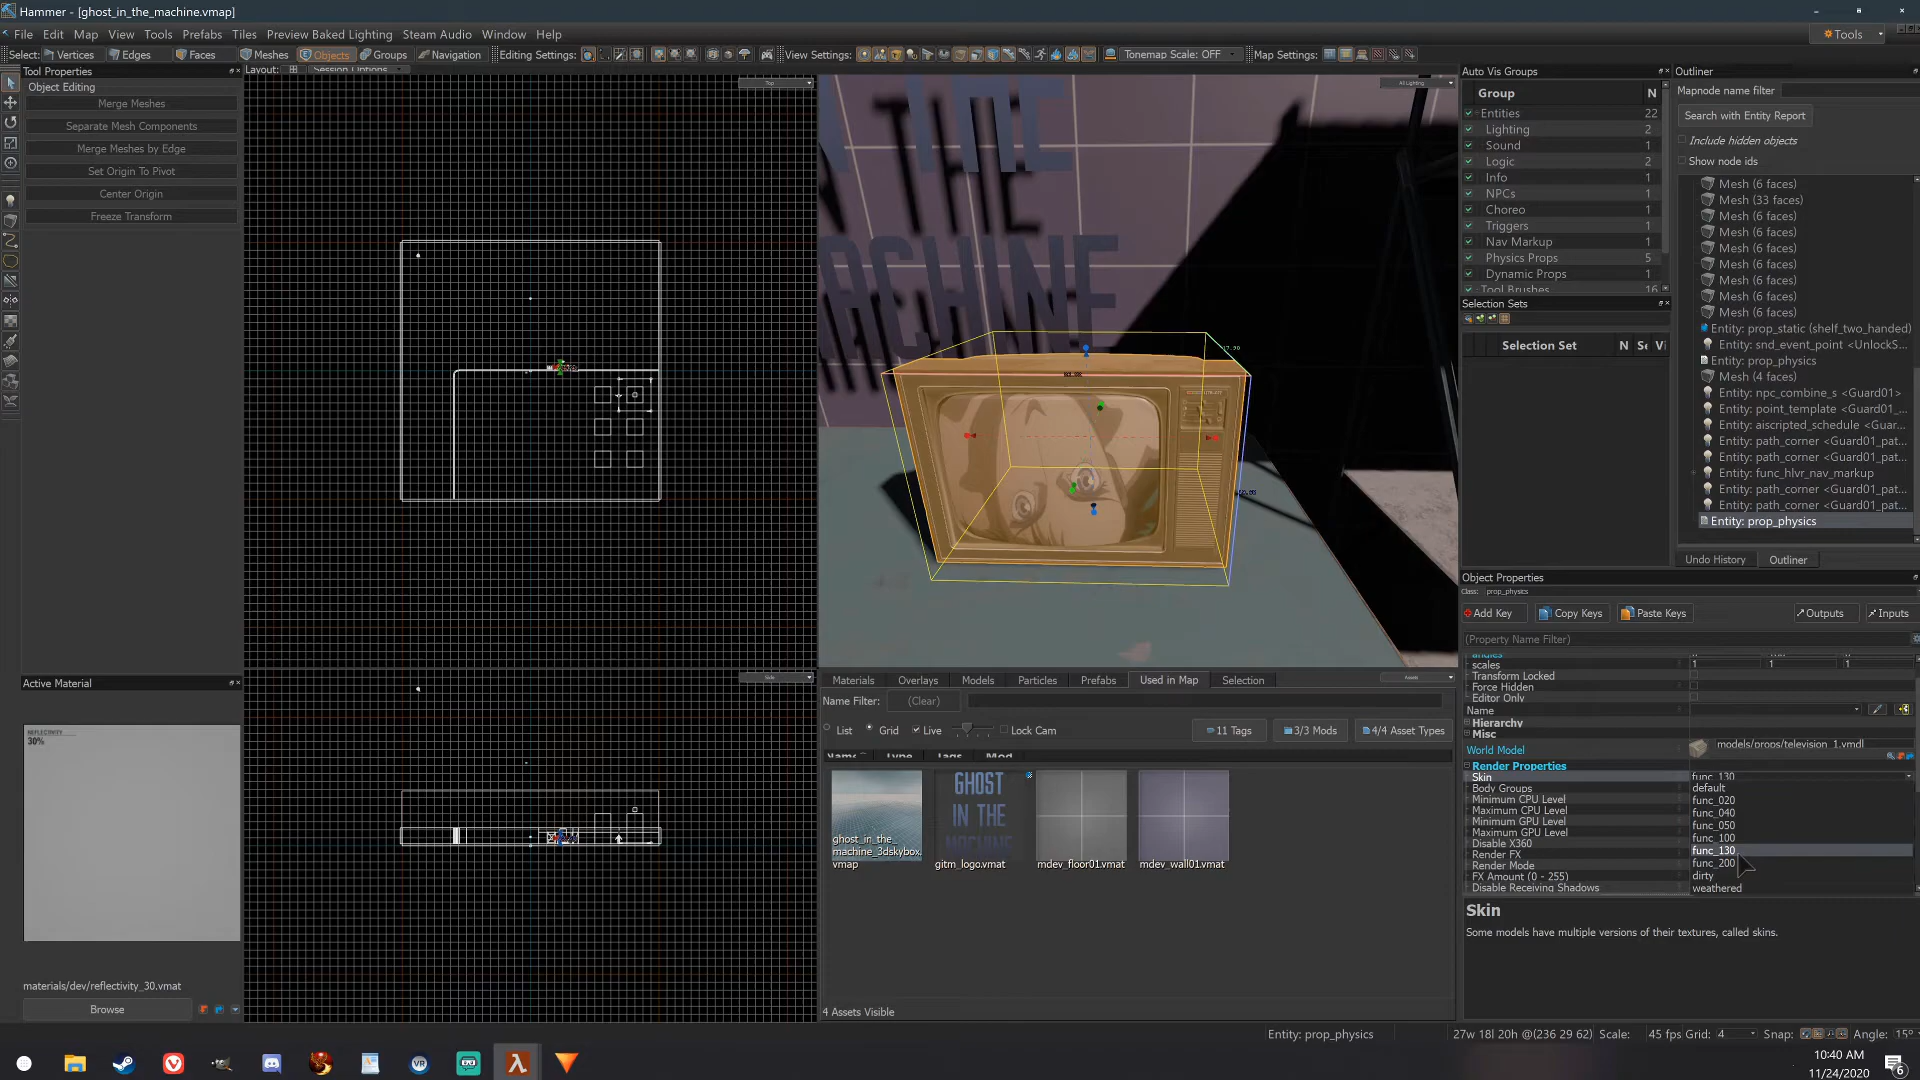 Hammer - [ghost_in_the_machine.vmap]
File Edit Map View Tools Prefabs Tiles Preview Baked Lighting Steam Audio Window Help
Tools
Select: Vertices Edges Faces Meshes Objects Groups Navigation Editing Settings: View Settings: Tonemap Scale: OFF Map Settings:
Tool Properties
Object Editing
Merge Meshes
Separate Mesh Components
Merge Meshes by Edge
Set Origin To Pivot
Center Origin
Freeze Transform
Layout: Session Options
Top
All Lighting
IN THE
MACHINE
Side
Active Material
REFLECTIVITY
30%
materials/dev/reflectivity_30.vmat
Browse
Auto Vis Groups
Group N
Entities 22
Lighting 2
Sound 1
Logic 2
Info 1
NPCs 1
Choreo 1
Triggers 1
Nav Markup 1
Physics Props 5
Dynamic Props 1
Tool Brushes 16
Selection Sets
Selection Set N
Outliner
Mapnode name filter
Search with Entity Report
Include hidden objects
Show node ids
Mesh (6 faces)
Mesh (33 faces)
Mesh (6 faces)
Mesh (6 faces)
Mesh (6 faces)
Mesh (6 faces)
Mesh (6 faces)
Mesh (6 faces)
Mesh (6 faces)
Entity: prop_static (shelf_two_handed)
Entity: snd_event_point <UnlockS...
Entity: prop_physics
Mesh (4 faces)
Entity: npc_combine_s <Guard01>
Entity: point_template <Guard01_...
Entity: aiscripted_schedule <Guar...
Entity: path_corner <Guard01_pat...
Entity: path_corner <Guard01_pat...
Entity: func_hlvr_nav_markup
Entity: path_corner <Guard01_pat...
Entity: path_corner <Guard01_pat...
Entity: prop_physics
Undo History Outliner
Object Properties
Class: prop_physics
Add Key Copy Keys Paste Keys Outputs Inputs
(Property Name Filter)
angles
scales 1 1 1
Transform Locked
Force Hidden
Editor Only
Name
Hierarchy
Misc
World Model models/props/television_1.vmdl
Render Properties
Skin func_130
Body Groups default
Minimum CPU Level func_020
Maximum CPU Level func_040
Minimum GPU Level func_050
Maximum GPU Level func_100
Disable X360 func_130
Render FX func_200
Render Mode dirty
FX Amount (0 - 255) weathered
Disable Receiving Shadows
Skin
Some models have multiple versions of their textures, called skins.
Materials Overlays Models Particles Prefabs Used in Map Selection Assets
Name Filter: (Clear)
List Grid Live Lock Cam 11 Tags 3/3 Mods 4/4 Asset Types
Name Type Tags Mod
GHOST
IN THE
MACHINE
ghost_in_the_
machine_3dskybox.
vmap
gitm_logo.vmat
mdev_floor01.vmat
mdev_wall01.vmat
4 Assets Visible
Entity: prop_physics 27w 18l 20h @(236 29 62) Scale: 45 fps Grid: 4 Snap: Angle: 15°
10:40 AM
11/24/2020
6